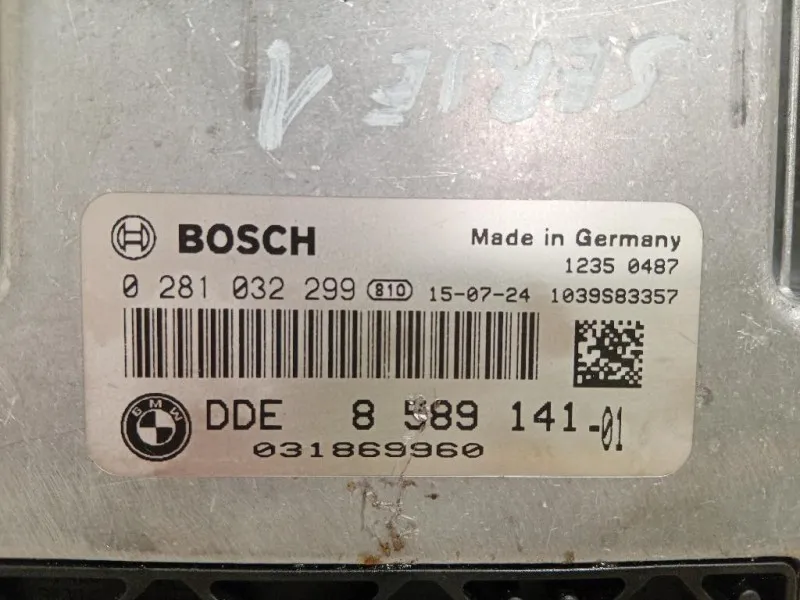 SERIE 1
BOSCH
Made in Germany
1235 0487
0 281 032 299 810 15-07-24 1039S83357
BMW
DDE 8 589 141-01
031869960